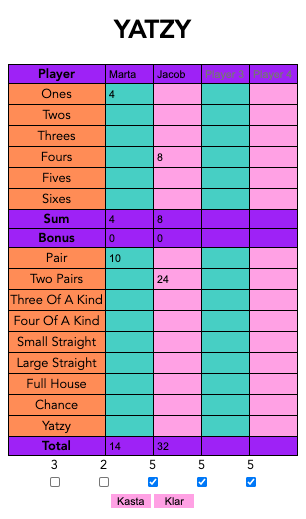 YATZY
Player Marta Jacob Player 3 Player 4
Ones 4
Twos
Threes
Fours 8
Fives
Sixes
Sum 4 8
Bonus 0 0
Pair 10
Two Pairs 24
Three Of A Kind
Four Of A Kind
Small Straight
Large Straight
Full House
Chance
Yatzy
Total 14 32
3 2 5 5 5
Kasta Klar